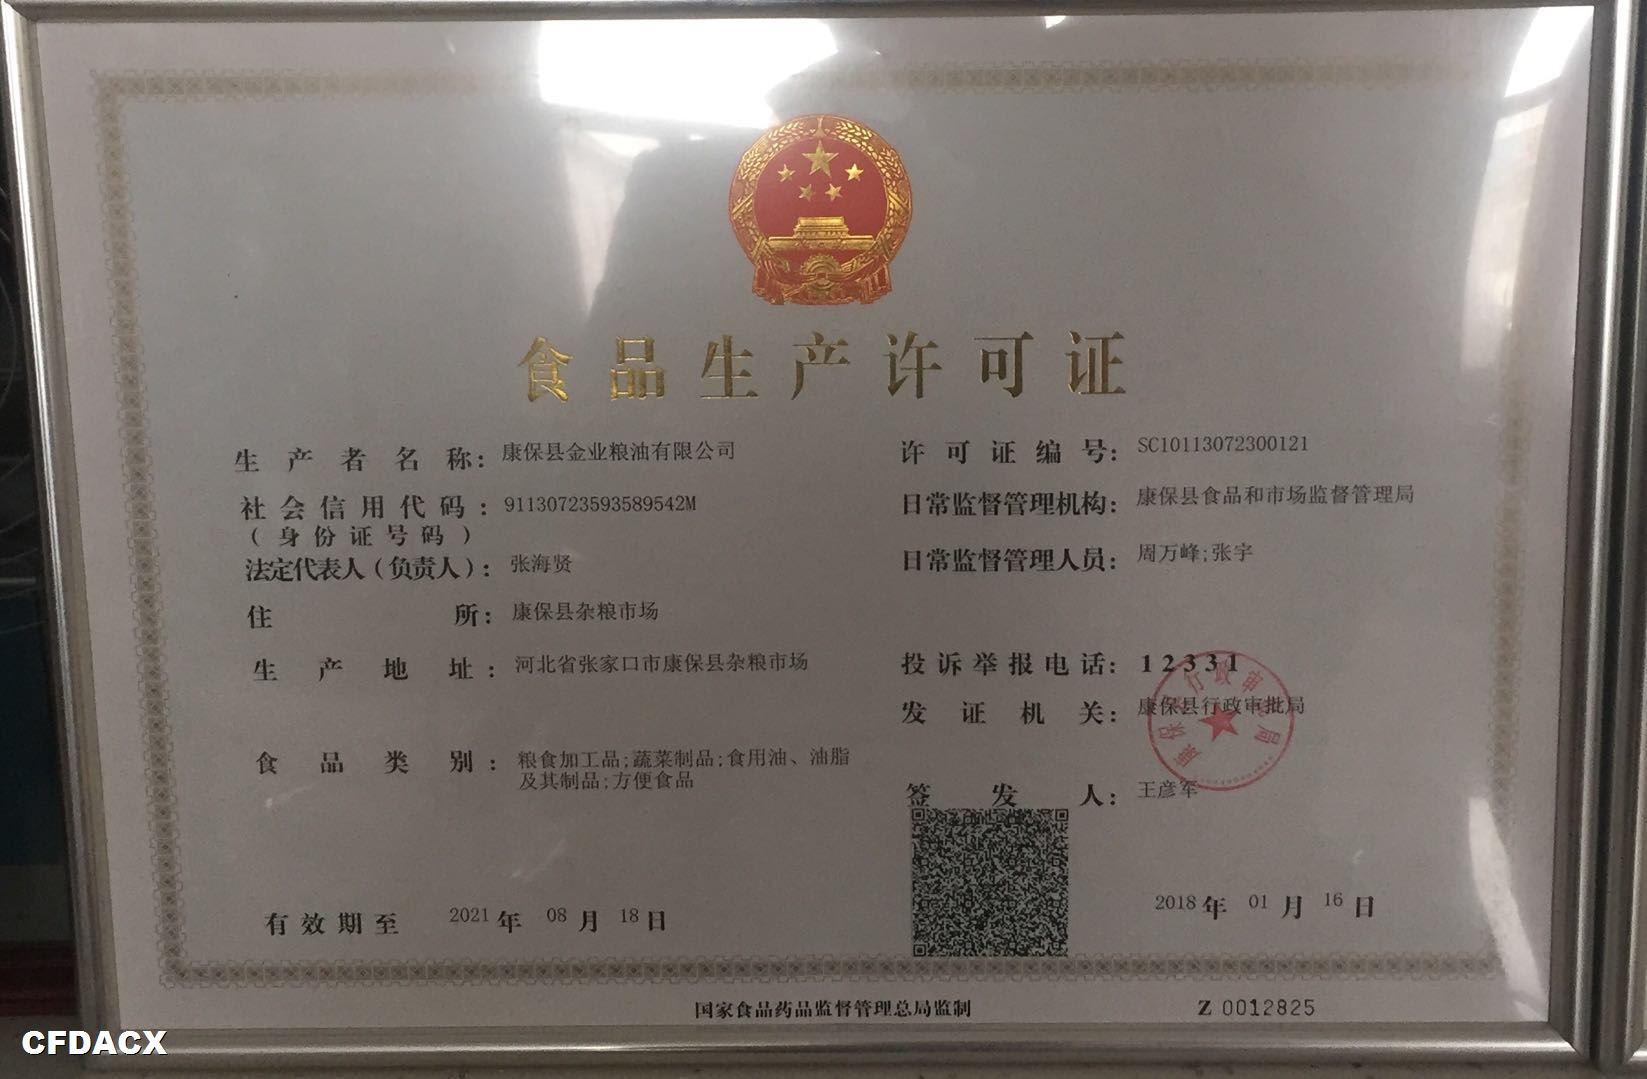 食品生产许可证
生产者名称：康保县金业粮油有限公司
许可证编号：SC10113072300121
社会信用代码：91130723593589542M
（身份证号码）
日常监督管理机构：康保县食品和市场监督管理局
法定代表人（负责人）：张海贤
日常监督管理人员：周万峰;张宇
住所：康保县杂粮市场
生产地址：河北省张家口市康保县杂粮市场
投诉举报电话：12331
发证机关：康保县行政审批局
食品类别：粮食加工品;蔬菜制品;食用油、油脂
及其制品;方便食品
签发人：王彦军
有效期至 2021年08月18日
2018年01月16日
国家食品药品监督管理总局监制
Z 0012825
CFDACX